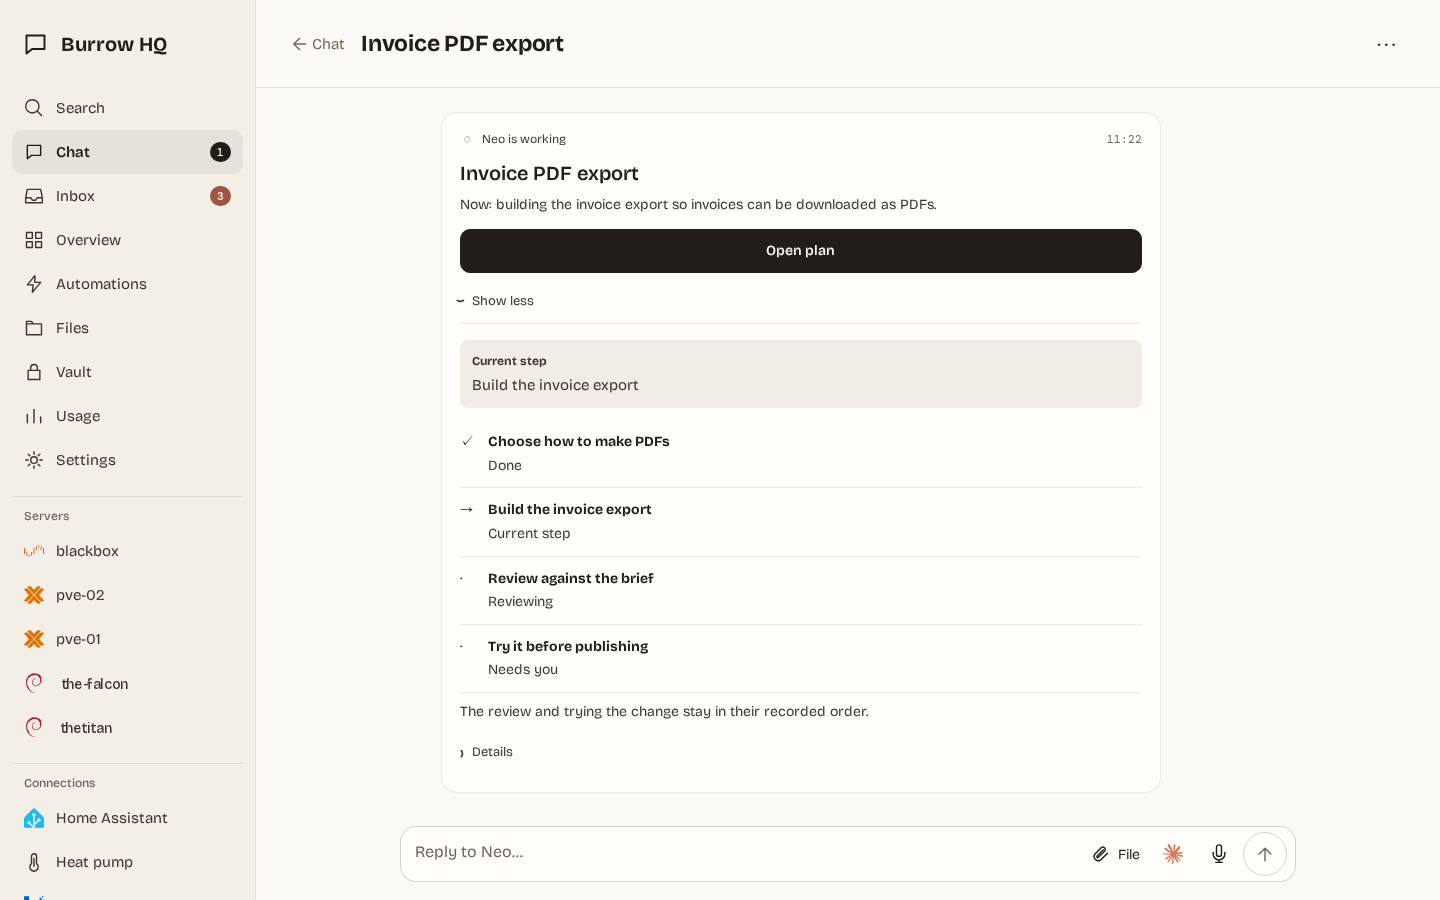 Burrow HQ
Search
Chat 1
Inbox 3
Overview
Automations
Files
Vault
Usage
Settings
Servers
blackbox
pve-02
pve-01
the-falcon
thetitan
Connections
Home Assistant
Heat pump
← Chat Invoice PDF export ...
Neo is working 11:22
Invoice PDF export
Now: building the invoice export so invoices can be downloaded as PDFs.
Open plan
Show less
Current step
Build the invoice export
✓ Choose how to make PDFs
Done
→ Build the invoice export
Current step
· Review against the brief
Reviewing
· Try it before publishing
Needs you
The review and trying the change stay in their recorded order.
Details
Reply to Neo... File